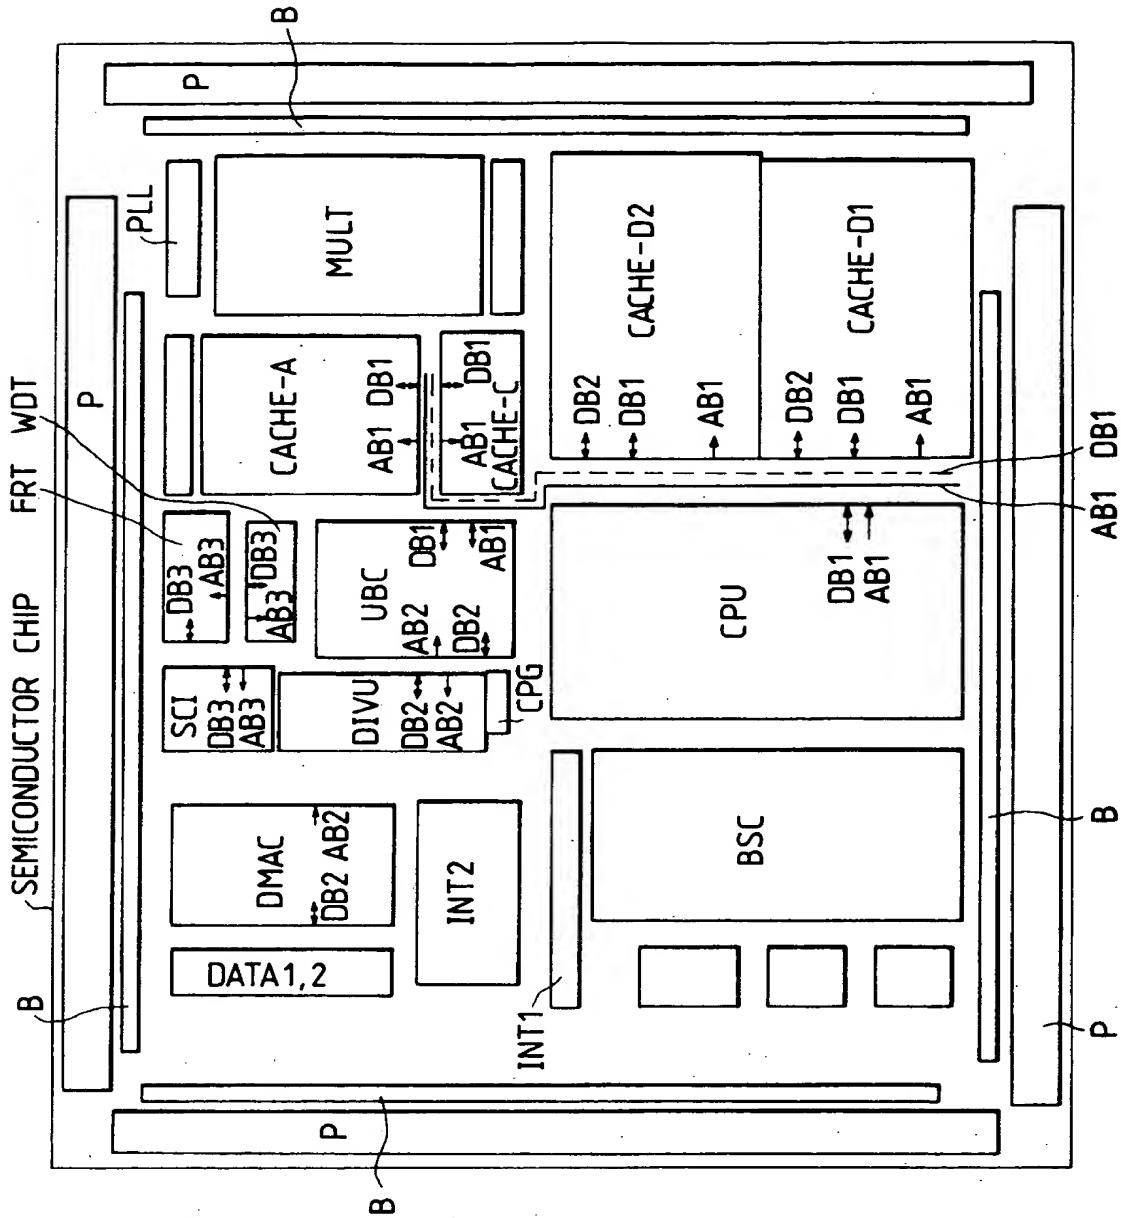 SEMICONDUCTOR CHIP
FRT
WDT
B
P
P
B
PLL
MULT
CACHE-A
AB1
DB1
DB1
AB1
CACHE-C
CACHE-D2
DB2
DB1
AB1
CACHE-D1
DB2
DB1
AB1
DB1
AB1
DB3
AB3
DB3
AB3
UBC
DB1
AB1
AB2
DB2
SCI
DB3
AB3
DIVU
DB2
AB2
CPG
CPU
DB1
AB1
DMAC
DB2
AB2
INT2
DATA1,2
INT1
BSC
B
P
B
P
B